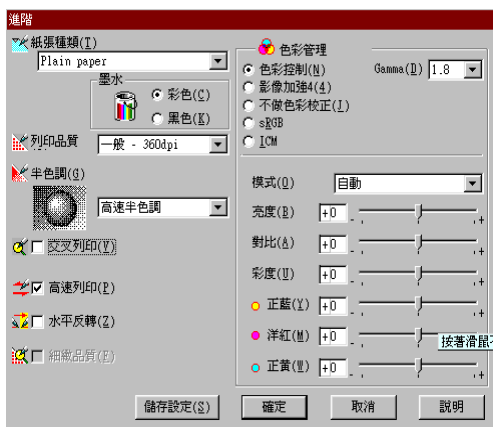 進階
紙張種類(T)
Plain paper
墨水
彩色(C)
黑色(K)
列印品質
一般 - 360dpi
半色調(G)
高速半色調
交叉列印(V)
高速列印(P)
水平反轉(Z)
細緻品質(F)
色彩管理
色彩控制(N)
Gamma(D)
1.8
影像加強4(4)
不做色彩校正(J)
sRGB
ICM
模式(O)
自動
亮度(B) +0 - +
對比(A) +0 - +
彩度(U) +0 - +
正藍(Y) +0 - +
洋紅(M) +0 -
按著滑鼠
正黃(W) +0 - +
儲存設定(S)
確定
取消
説明